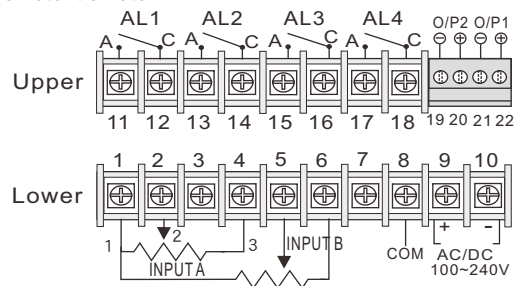 AL1 AL2 AL3 AL4 O/P2 O/P1
A C A C A C A C ⊖ ⊕ ⊖ ⊕
Upper
11 12 13 14 15 16 17 18 19 20 21 22
1 2 3 4 5 6 7 8 9 10
Lower
1 2 3 INPUT B + -
INPUT A COM AC/DC
100~240V